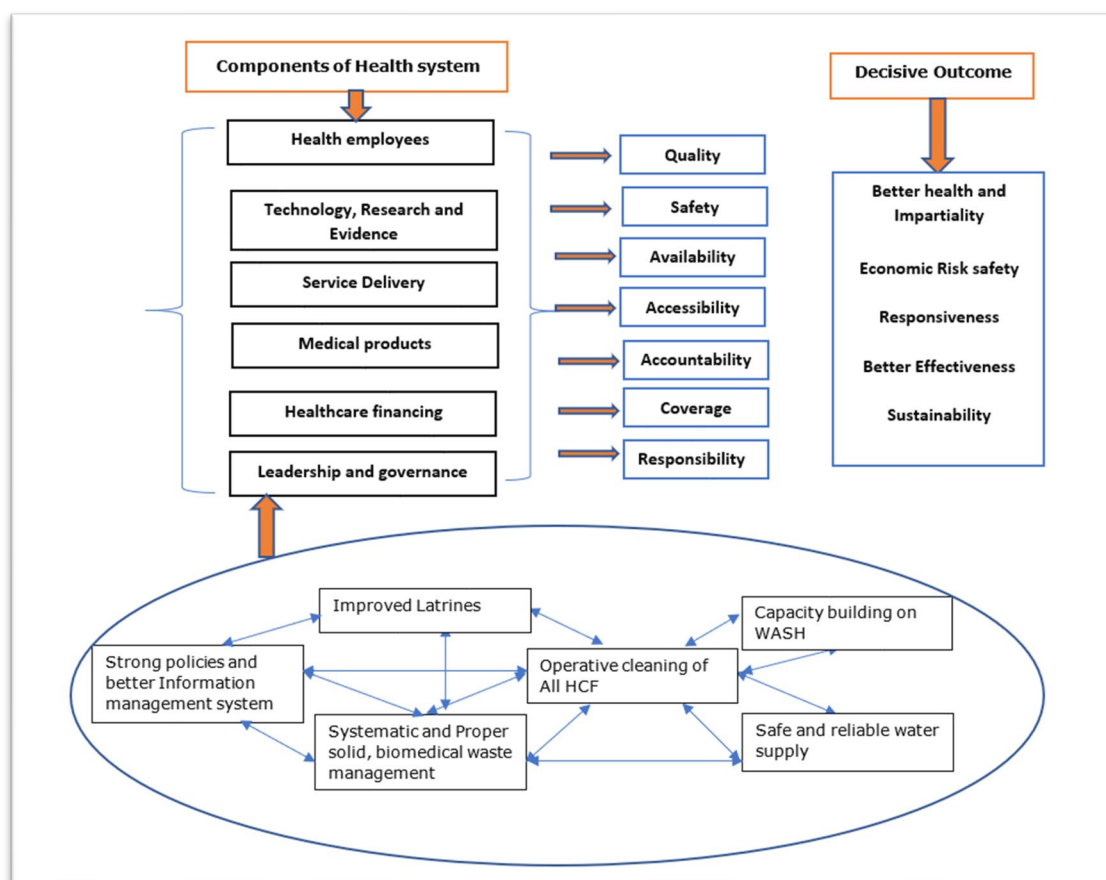 Components of Health system
Decisive Outcome
Health employees
Technology, Research and
Evidence
Service Delivery
Medical products
Healthcare financing
Leadership and governance
Quality
Safety
Availability
Accessibility
Accountability
Coverage
Responsibility
Better health and
Impartiality
Economic Risk safety
Responsiveness
Better Effectiveness
Sustainability
Improved Latrines
Capacity building on
WASH
Strong policies and
better Information
management system
Operative cleaning of
All HCF
Systematic and Proper
solid, biomedical waste
management
Safe and reliable water
supply